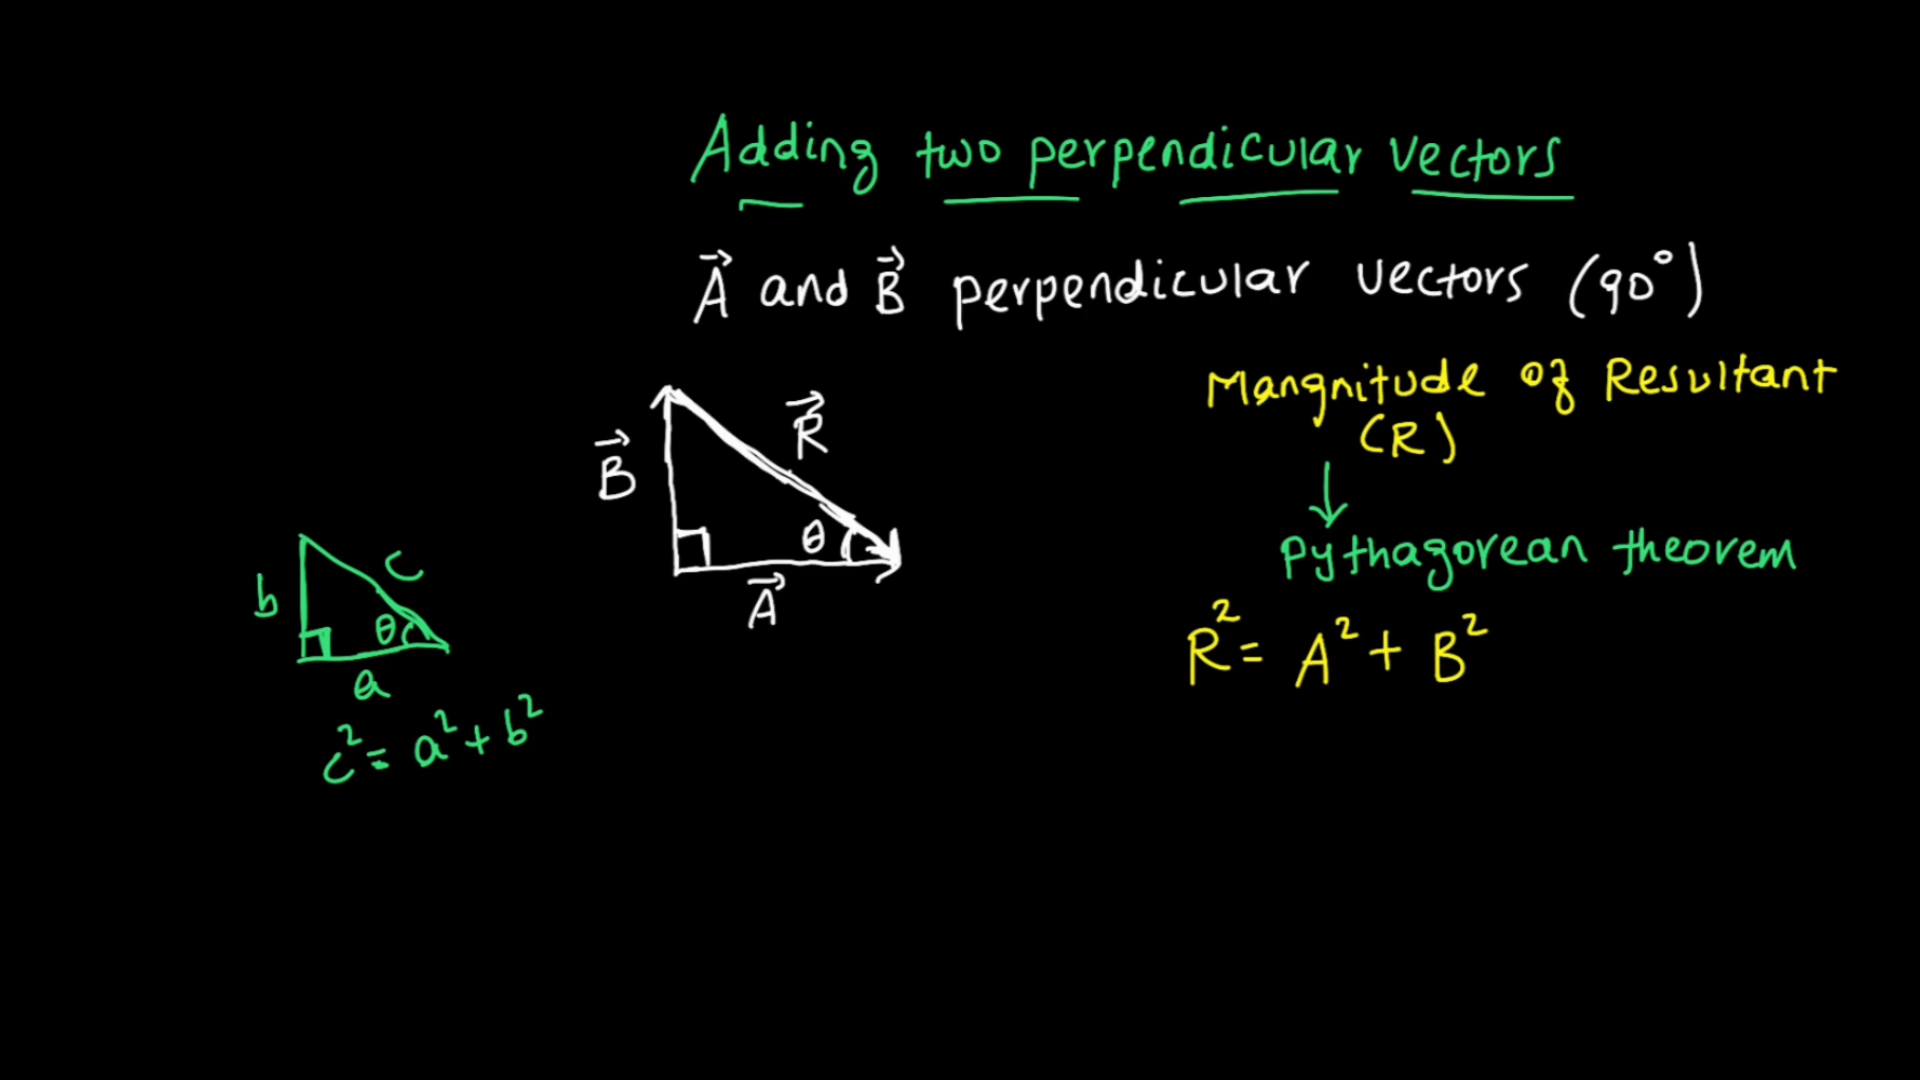 Adding two perpendicular vectors
A⃗ and B⃗ perpendicular vectors (90°)
Mangnitude of Resultant
(R)
↓
Pythagorean theorem
R² = A² + B²
B⃗
R⃗
θ
A⃗
b
c
θ
a
c² = a² + b²